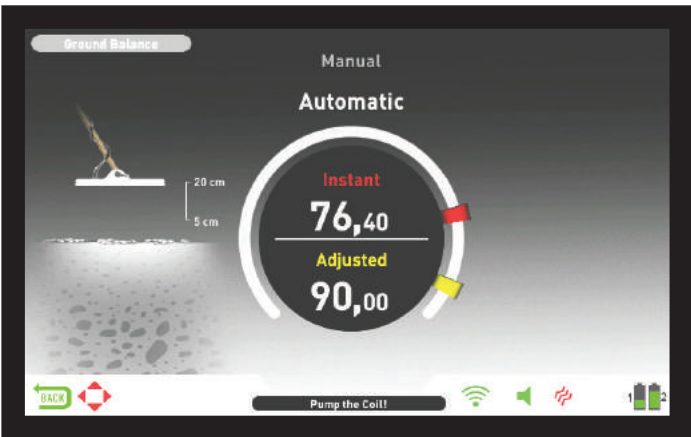 Ground Balance
Manual
Automatic
20 cm
5 cm
Instant
76,40
Adjusted
90,00
BACK
Pump the Coil!
1 2